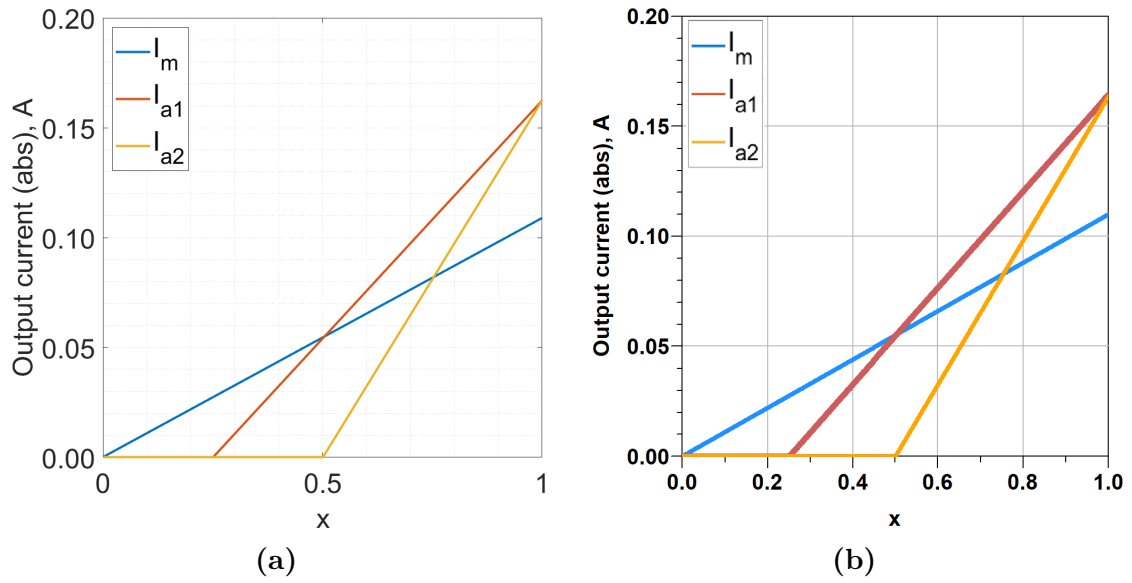 0.20
0.15
0.10
0.05
0.00
Output current (abs), A
I_m
I_a1
I_a2
0
0.5
1
x
(a)
0.20
0.15
0.10
0.05
0.00
Output current (abs), A
I_m
I_a1
I_a2
0.0
0.2
0.4
0.6
0.8
1.0
x
(b)